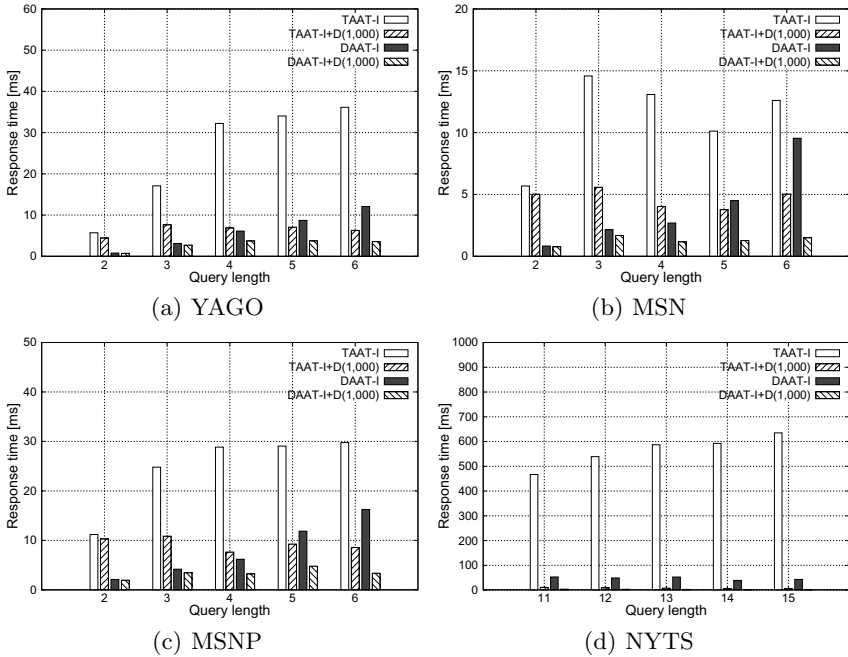 60
50
40
30
20
10
0
Response time [ms]
TAAT-I
TAAT-I+D(1,000)
DAAT-I
DAAT-I+D(1,000)
2 3 4 5 6
Query length
(a) YAGO
20
15
10
5
0
Response time [ms]
TAAT-I
TAAT-I+D(1,000)
DAAT-I
DAAT-I+D(1,000)
2 3 4 5 6
Query length
(b) MSN
50
40
30
20
10
0
Response time [ms]
TAAT-I
TAAT-I+D(1,000)
DAAT-I
DAAT-I+D(1,000)
2 3 4 5 6
Query length
(c) MSNP
1000
900
800
700
600
500
400
300
200
100
0
Response time [ms]
TAAT-I
TAAT-I+D(1,000)
DAAT-I
DAAT-I+D(1,000)
11 12 13 14 15
Query length
(d) NYTS